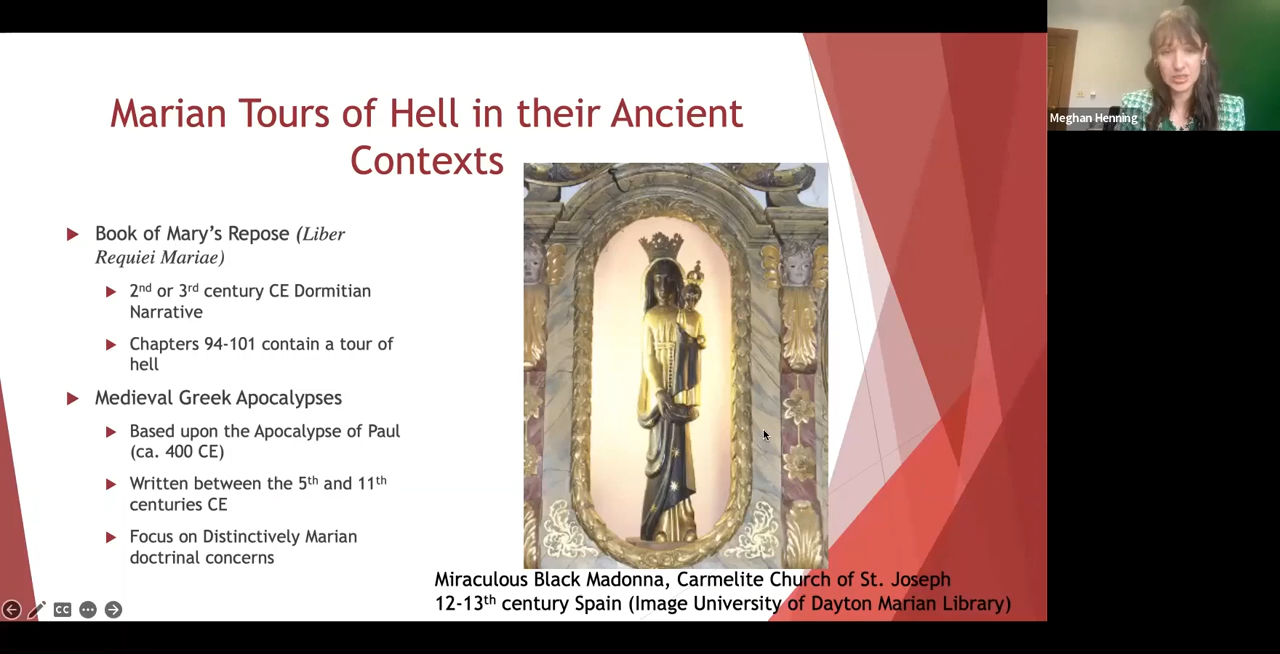 Marian Tours of Hell in their Ancient
Contexts
Book of Mary's Repose (Liber
Requiei Mariae)
2nd or 3rd century CE Dormitian
Narrative
Chapters 94-101 contain a tour of
hell
Medieval Greek Apocalypses
Based upon the Apocalypse of Paul
(ca. 400 CE)
Written between the 5th and 11th
centuries CE
Focus on Distinctively Marian
doctrinal concerns
Miraculous Black Madonna, Carmelite Church of St. Joseph
12-13th century Spain (Image University of Dayton Marian Library)
Meghan Henning
CC